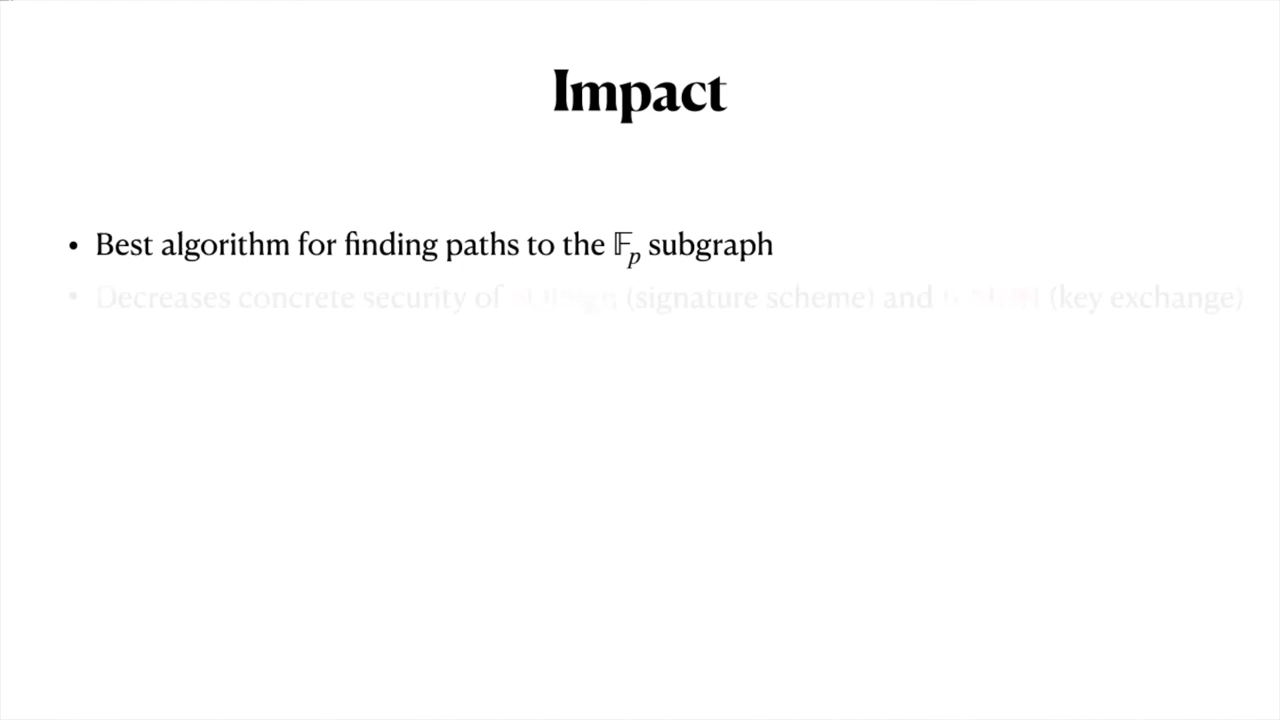 Impact
• Best algorithm for finding paths to the 𝔽p subgraph
• Decreases concrete security of (signature scheme) and (key exchange)